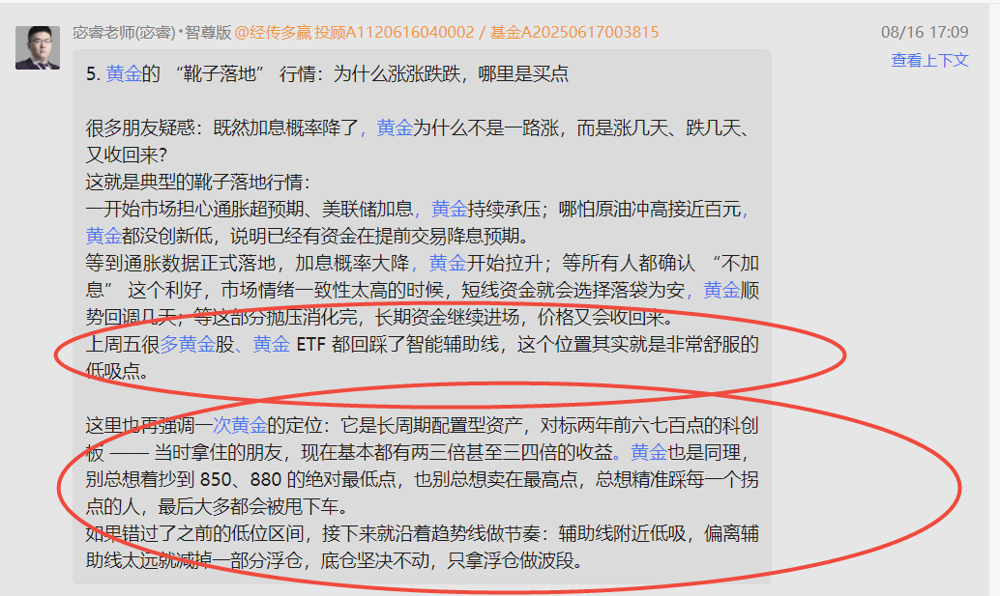 宓睿老师(宓睿)·智尊版 @经传多赢 投顾A1120616040002 / 基金A20250617003815
08/16 17:09
查看上下文
5. 黄金的 “靴子落地” 行情：为什么涨涨跌跌，哪里是买点
很多朋友疑惑：既然加息概率降了，黄金为什么不是一路涨，而是涨几天、跌几天、
又收回来？
这就是典型的靴子落地行情：
一开始市场担心通胀超预期、美联储加息，黄金持续承压；哪怕原油冲高接近百元，
黄金都没创新低，说明已经有资金在提前交易降息预期。
等到通胀数据正式落地，加息概率大降，黄金开始拉升；等所有人都确认 “不加
息” 这个利好，市场情绪一致性太高的时候，短线资金就会选择落袋为安，黄金顺
势回调几天；等这部分抛压消化完，长期资金继续进场，价格又会收回来。
上周五很多黄金股、黄金 ETF 都回踩了智能辅助线，这个位置其实就是非常舒服的
低吸点。
这里也再强调一次黄金的定位：它是长周期配置型资产，对标两年前六七百点的科创
板 —— 当时拿住的朋友，现在基本都有两三倍甚至三四倍的收益。黄金也是同理，
别总想着抄到 850、880 的绝对最低点，也别总想卖在最高点，总想精准踩每一个拐
点的人，最后大多都会被甩下车。
如果错过了之前的低位区间，接下来就沿着趋势线做节奏：辅助线附近低吸，偏离辅
助线太远就减掉一部分浮仓，底仓坚决不动，只拿浮仓做波段。